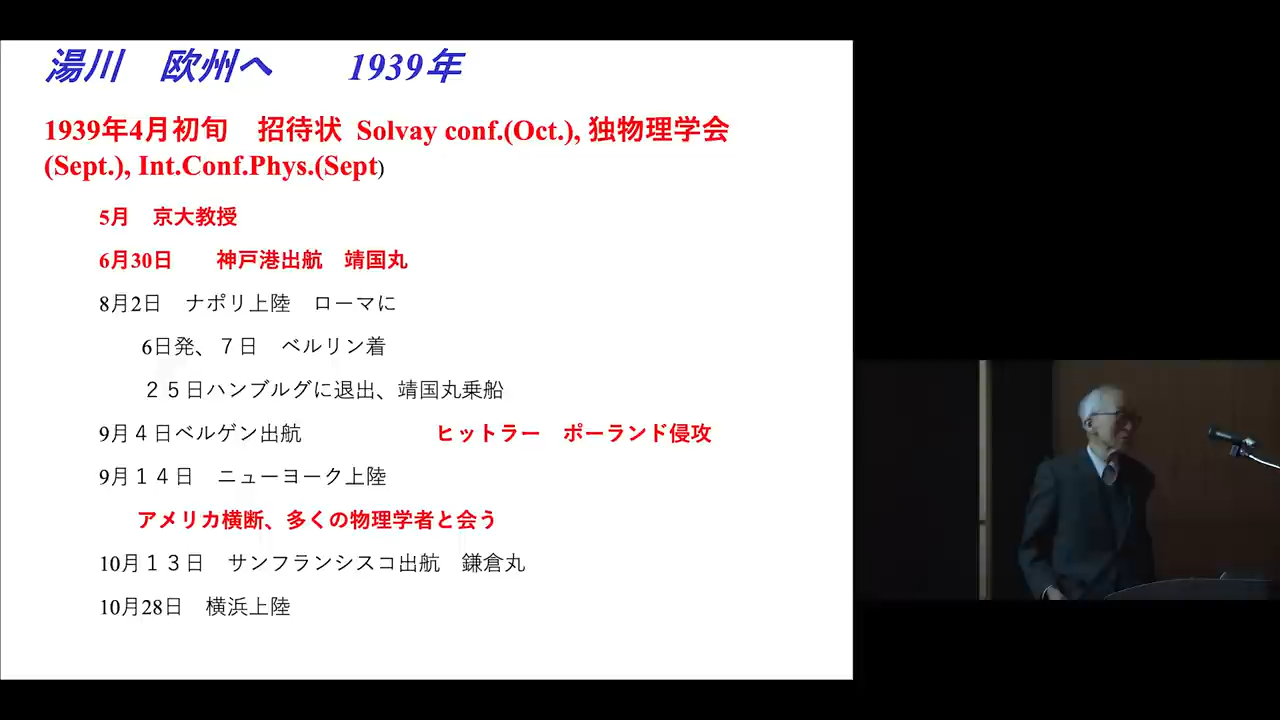 湯川　欧州へ　　1939年
1939年4月初旬　招待状 Solvay conf.(Oct.), 独物理学会
(Sept.), Int.Conf.Phys.(Sept)
5月　京大教授
6月30日　　神戸港出航　靖国丸
8月2日　ナポリ上陸　ローマに
6日発、７日　ベルリン着
２５日ハンブルグに退出、靖国丸乗船
9月４日ベルゲン出航　　　　　　ヒットラー　ポーランド侵攻
9月１４日　ニューヨーク上陸
アメリカ横断、多くの物理学者と会う
10月１３日　サンフランシスコ出航　鎌倉丸
10月28日　横浜上陸